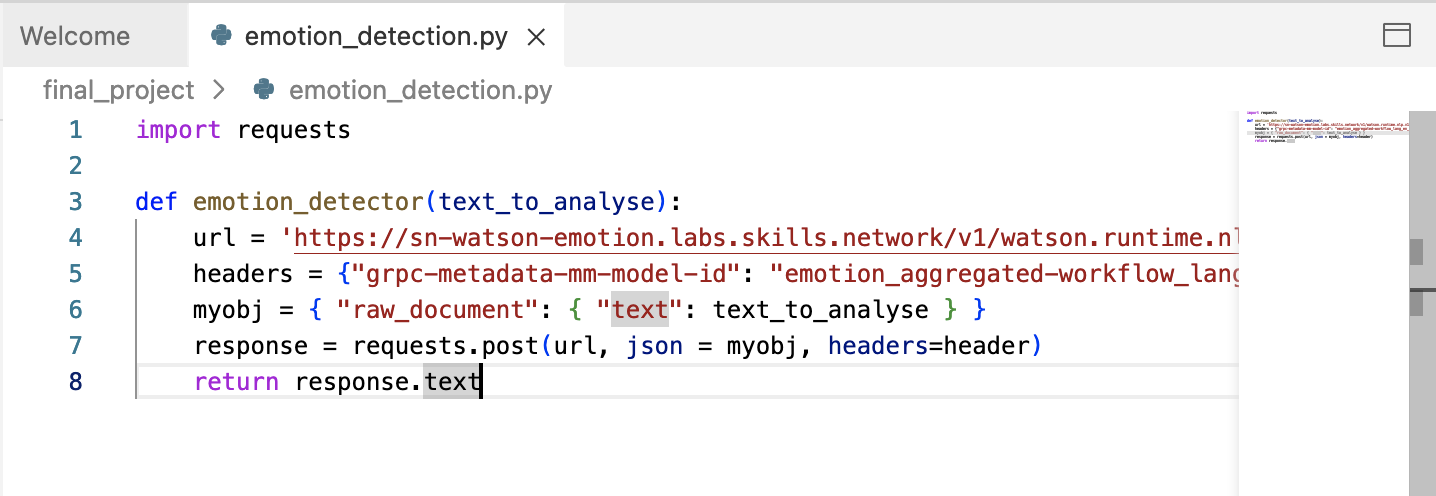 Welcome emotion_detection.py
final_project > emotion_detection.py
1 import requests
2
3 def emotion_detector(text_to_analyse):
4 url = 'https://sn-watson-emotion.labs.skills.network/v1/watson.runtime.nl
5 headers = {"grpc-metadata-mm-model-id": "emotion_aggregated-workflow_lang
6 myobj = { "raw_document": { "text": text_to_analyse } }
7 response = requests.post(url, json = myobj, headers=header)
8 return response.text